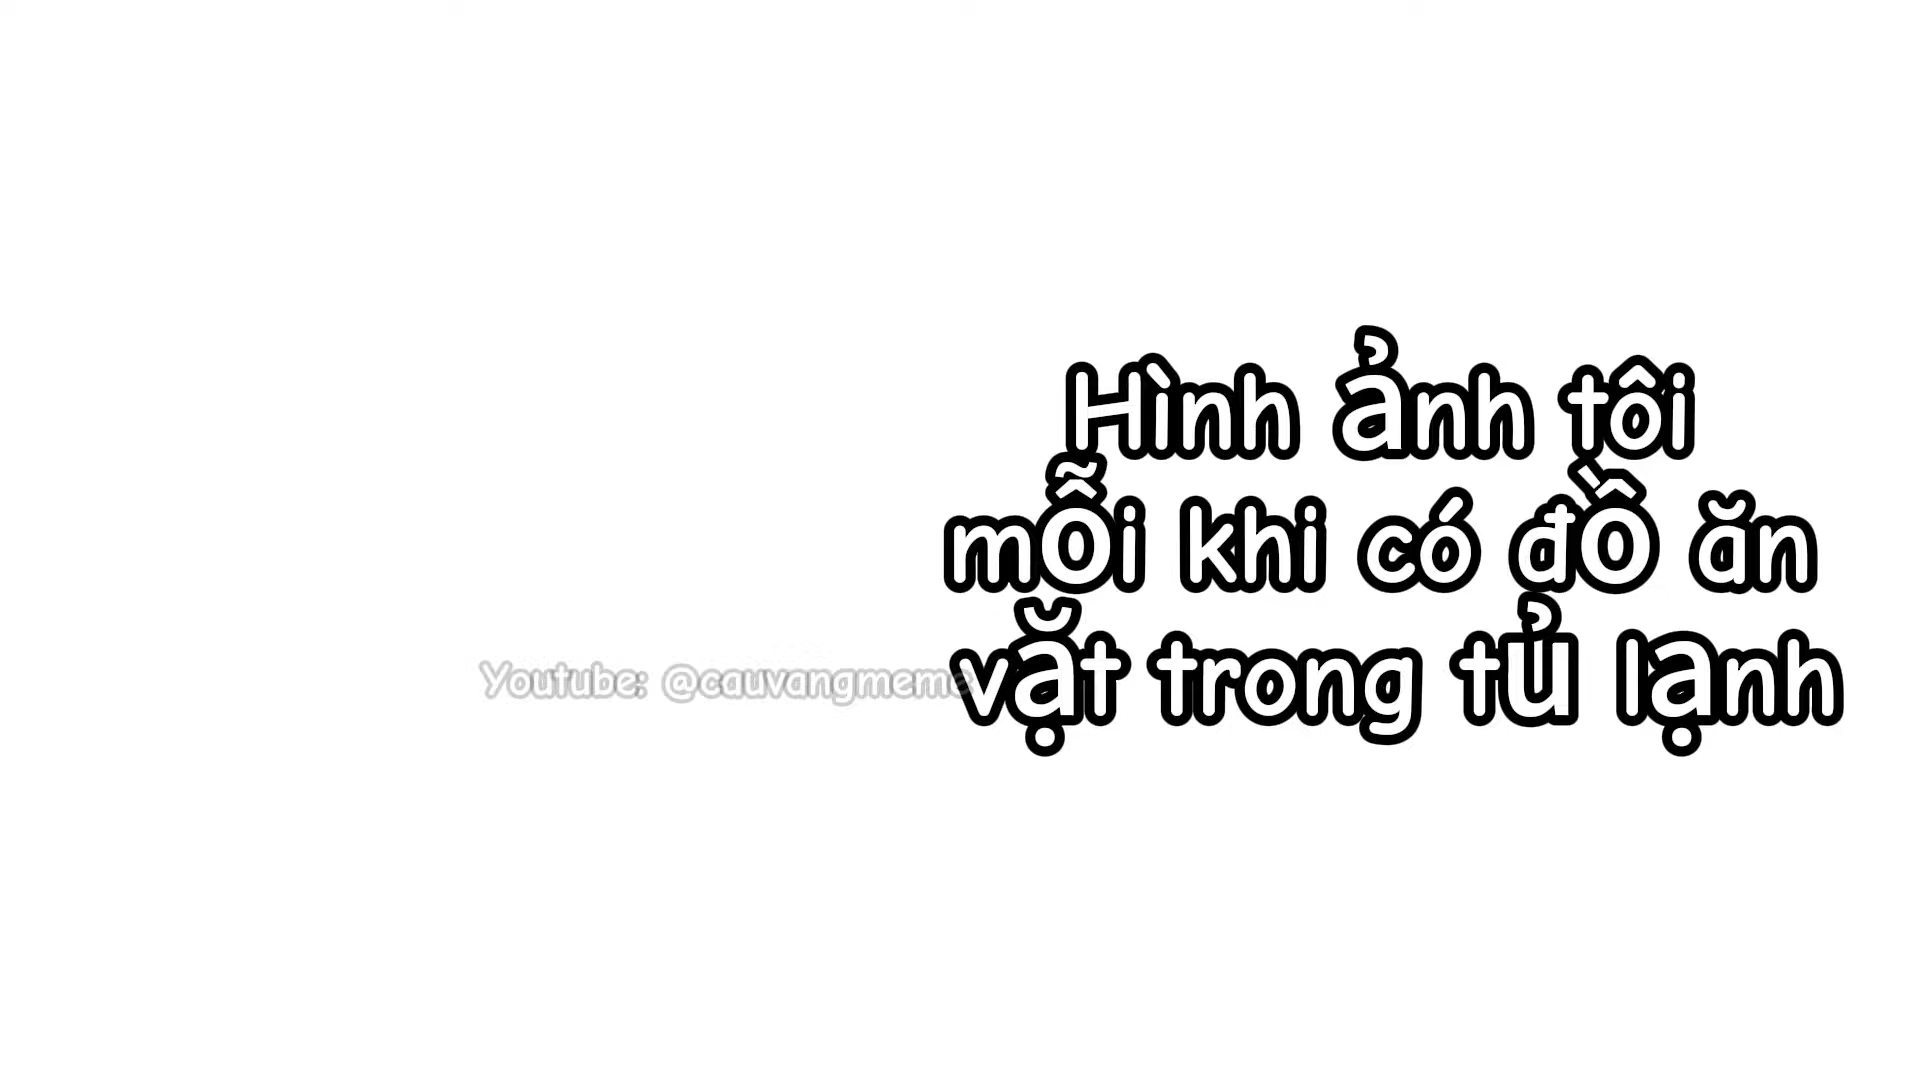 Hình ảnh tôi
mỗi khi có đồ ăn
vặt trong tủ lạnh
Youtube: @cauvangmeme